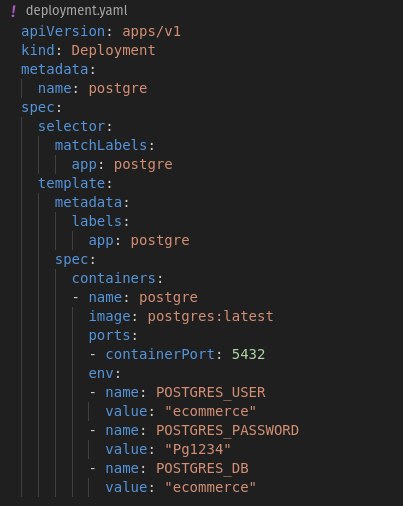 ! deployment.yaml
apiVersion: apps/v1
kind: Deployment
metadata:
  name: postgre
spec:
  selector:
    matchLabels:
      app: postgre
  template:
    metadata:
      labels:
        app: postgre
    spec:
      containers:
      - name: postgre
        image: postgres:latest
        ports:
        - containerPort: 5432
        env:
        - name: POSTGRES_USER
          value: "ecommerce"
        - name: POSTGRES_PASSWORD
          value: "Pg1234"
        - name: POSTGRES_DB
          value: "ecommerce"